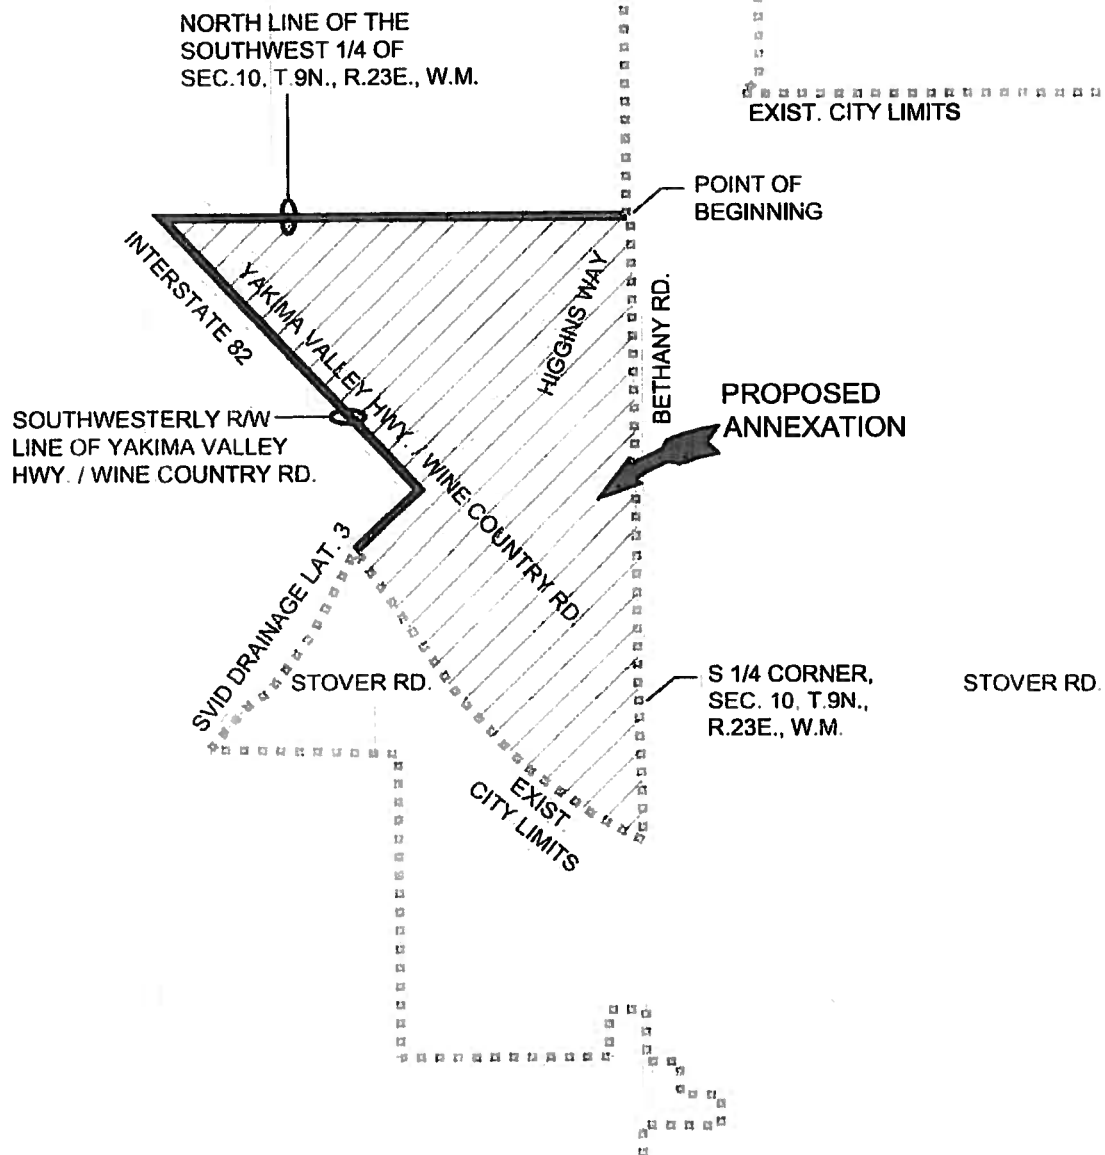 NORTH LINE OF THE
SOUTHWEST 1/4 OF
SEC.10, T.9N., R.23E., W.M.
EXIST. CITY LIMITS
POINT OF
BEGINNING
INTERSTATE 82
YAKIMA VALLEY HWY. / WINE COUNTRY RD.
HIGGINS WAY
BETHANY RD.
PROPOSED
ANNEXATION
SOUTHWESTERLY R/W
LINE OF YAKIMA VALLEY
HWY. / WINE COUNTRY RD.
SVID DRAINAGE LAT. 3
STOVER RD.
S 1/4 CORNER,
SEC. 10, T.9N.,
R.23E., W.M.
STOVER RD.
EXIST.
CITY LIMITS